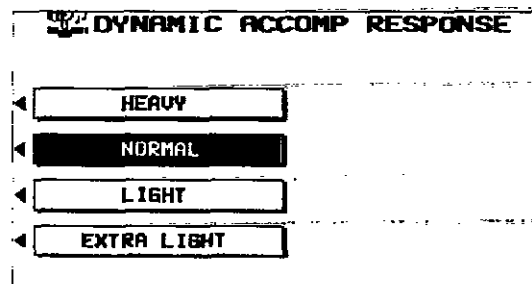 DYNAMIC ACCOMP RESPONSE
HEAVY
NORMAL
LIGHT
EXTRA LIGHT